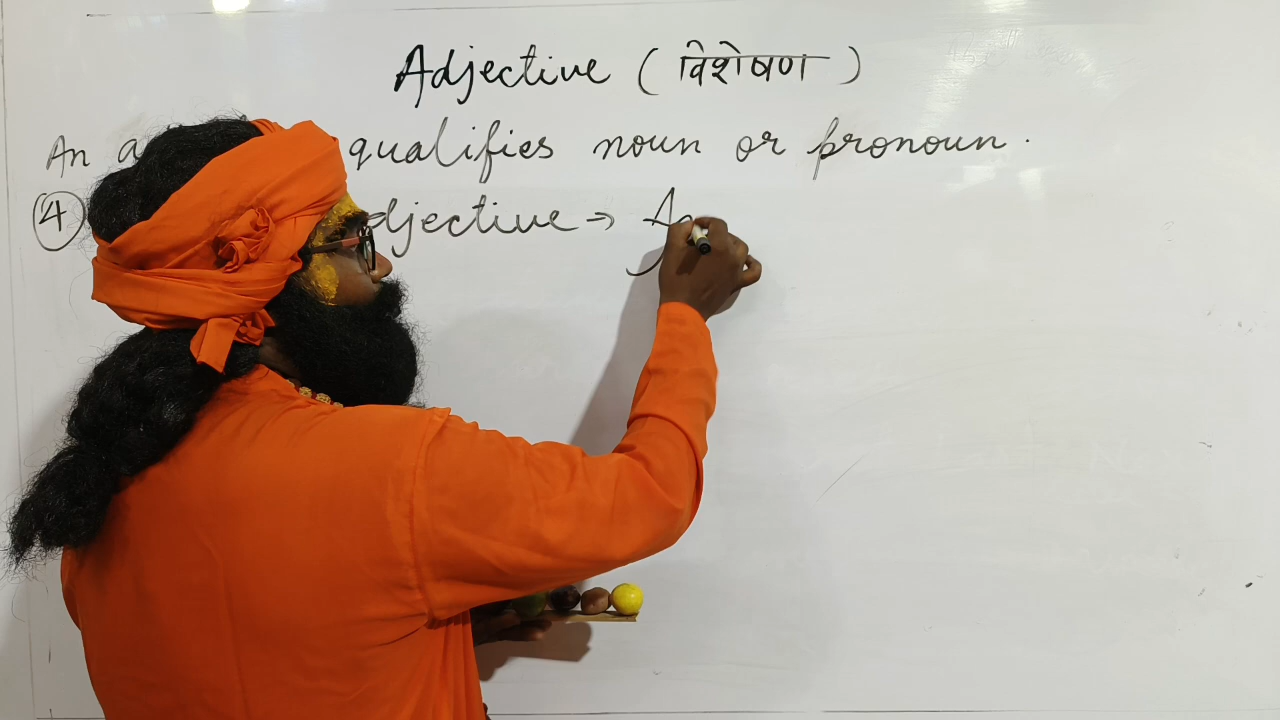 Adjective (विशेषण)
An qualifies noun or pronoun.
4 djective →